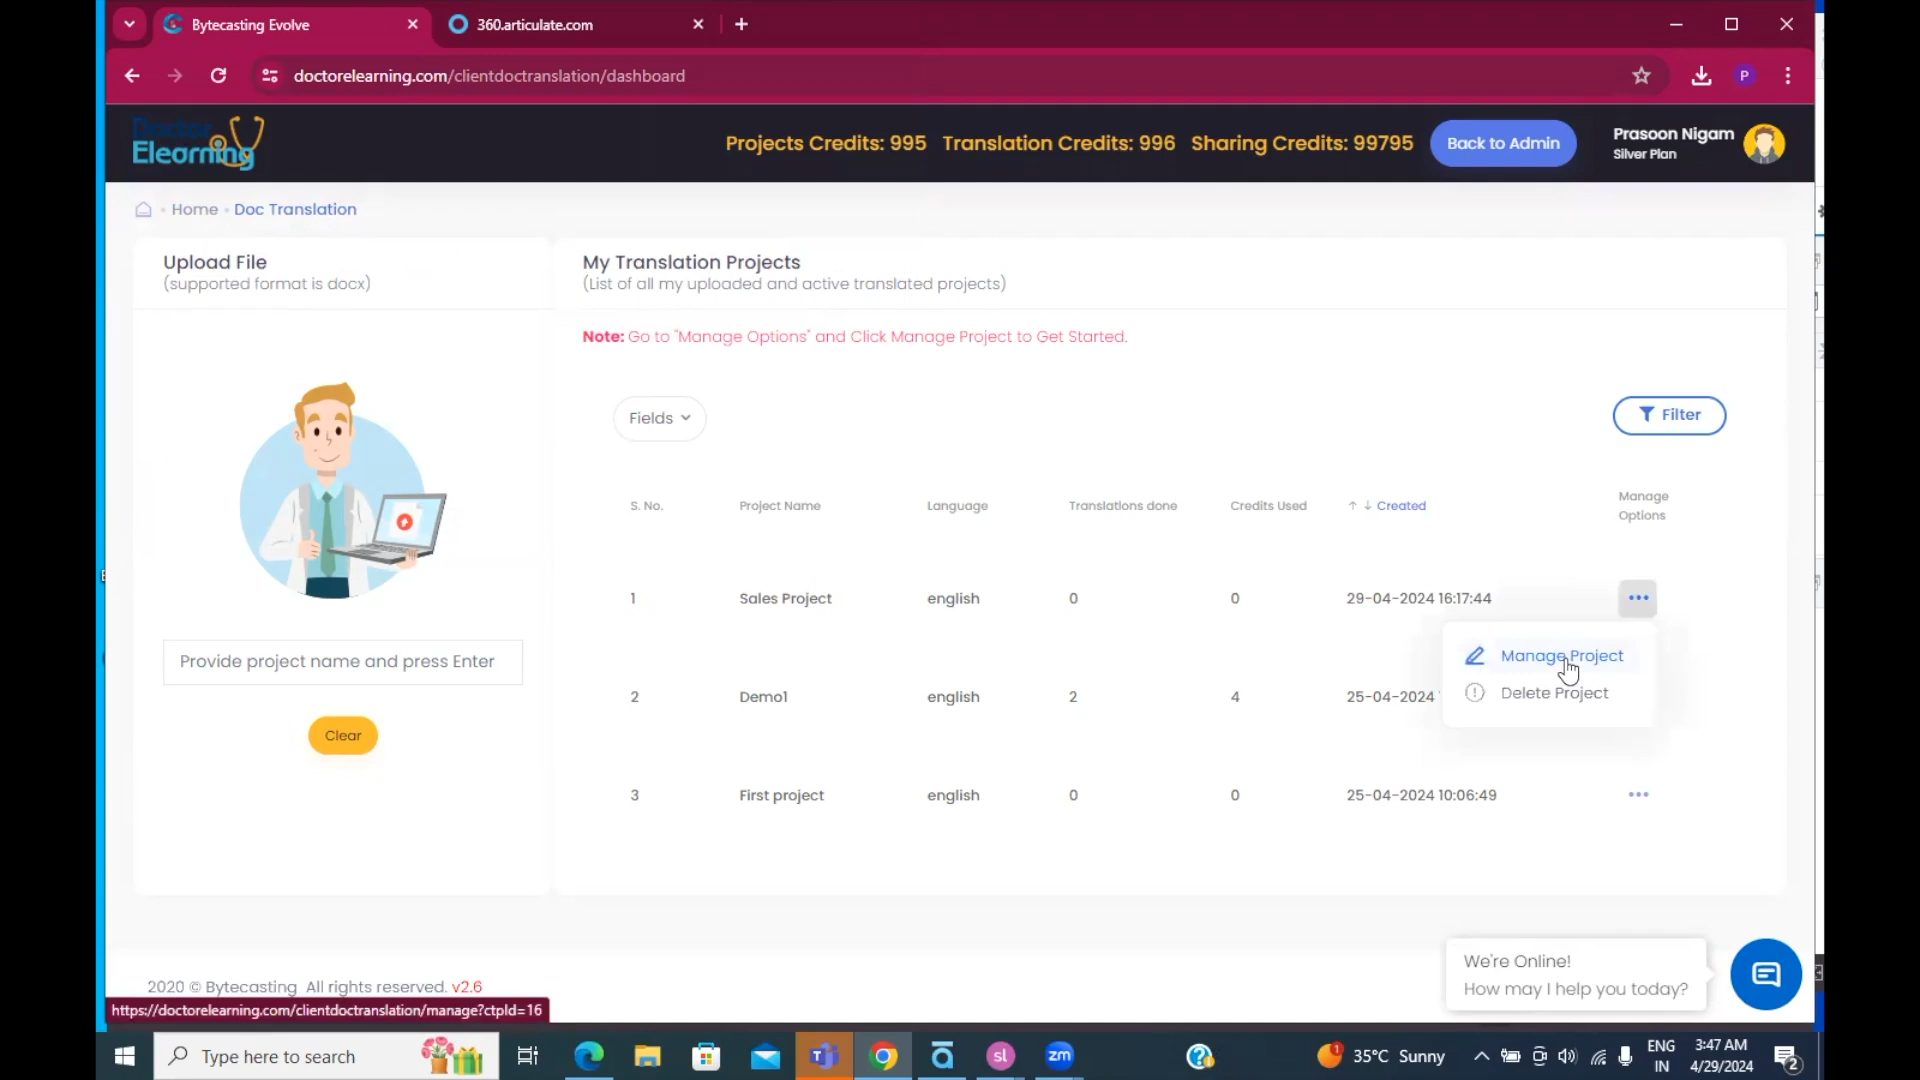 Bytecasting Evolve
360.articulate.com
doctorelearning.com/clientdoctranslation/dashboard
P
Doctor
Elearning
Projects Credits: 995 Translation Credits: 996 Sharing Credits: 99795
Back to Admin
Prasoon Nigam
Silver Plan
Home
Doc Translation
Upload File
(supported format is docx)
My Translation Projects
(List of all my uploaded and active translated projects)
Note: Go to "Manage Options" and Click Manage Project to Get Started.
Fields
Filter
S. No. Project Name Language Translations done Credits Used ↑ ↓ Created Manage
Options
1 Sales Project english 0 0 29-04-2024 16:17:44
Manage Project
Delete Project
2 Demo1 english 2 4 25-04-2024
3 First project english 0 0 25-04-2024 10:06:49
Provide project name and press Enter
Clear
We're Online!
How may I help you today?
2020 © Bytecasting All rights reserved. v2.6
https://doctorelearning.com/clientdoctranslation/manage?ctpId=16
Type here to search
sl
zm
1
35°C Sunny
ENG
IN
3:47 AM
4/29/2024
2